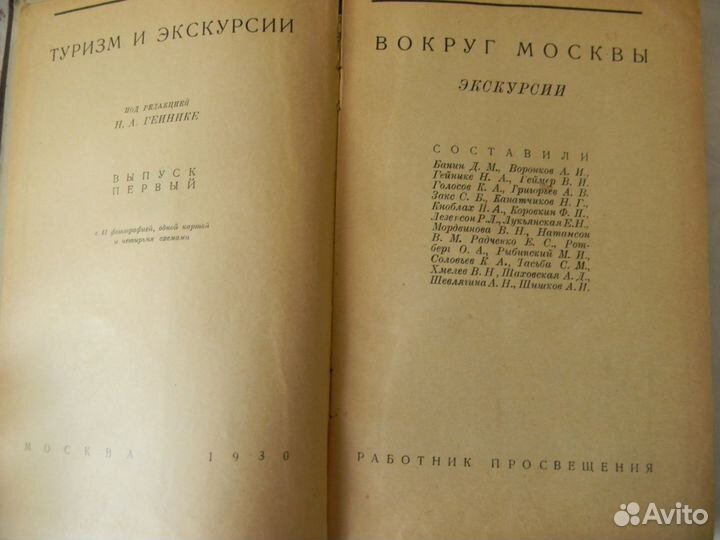 ТУРИЗМ И ЭКСКУРСИИ
ПОД РЕДАКЦИЕЙ
Н. А. ГЕЙНИКЕ
ВЫПУСК
ПЕРВЫЙ
с 41 фотографией, одной картой
и четырьмя схемами
МОСКВА 1930
ВОКРУГ МОСКВЫ
ЭКСКУРСИИ
СОСТАВИЛИ
Банин Д. М., Воронков А. И.,
Гейнике Н. А., Геймер В. Н.
Голосов К. А., Григорьев А. В.
Закс С. Б., Канатчиков Н. Г.,
Кноблах Н. А., Коровкин Ф. П.,
Лезерсон Р.Л., Лукьянская Е.Н.,
Мордвинова В. Н., Натансон
В. М. Радченко Е. С., Рот-
берг О. А., Рыбинский М. И.,
Соловьев К А., Тасьба С. М.,
Хмелев В. Н, Шаховская А. Д.,
Шевлягина А. Н., Шишков А. И.
РАБОТНИК ПРОСВЕЩЕНИЯ
Avito